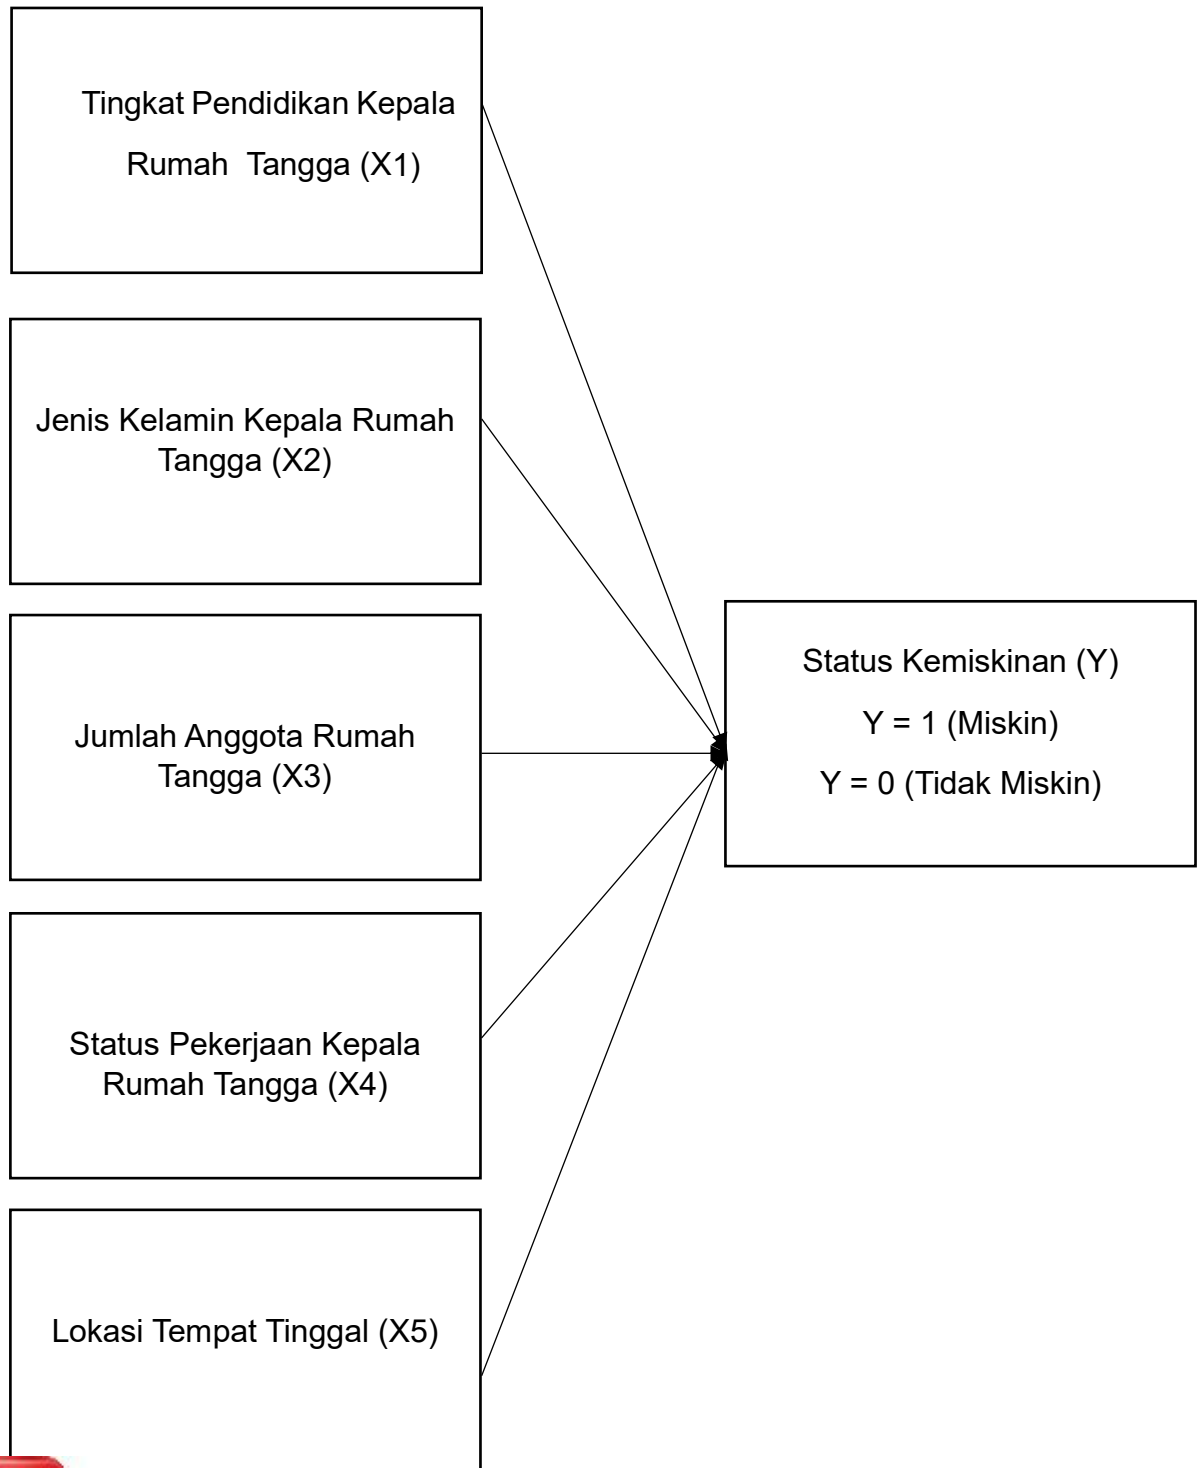 Tingkat Pendidikan Kepala
Rumah Tangga (X1)
Jenis Kelamin Kepala Rumah
Tangga (X2)
Jumlah Anggota Rumah
Tangga (X3)
Status Pekerjaan Kepala
Rumah Tangga (X4)
Lokasi Tempat Tinggal (X5)
Status Kemiskinan (Y)
Y = 1 (Miskin)
Y = 0 (Tidak Miskin)